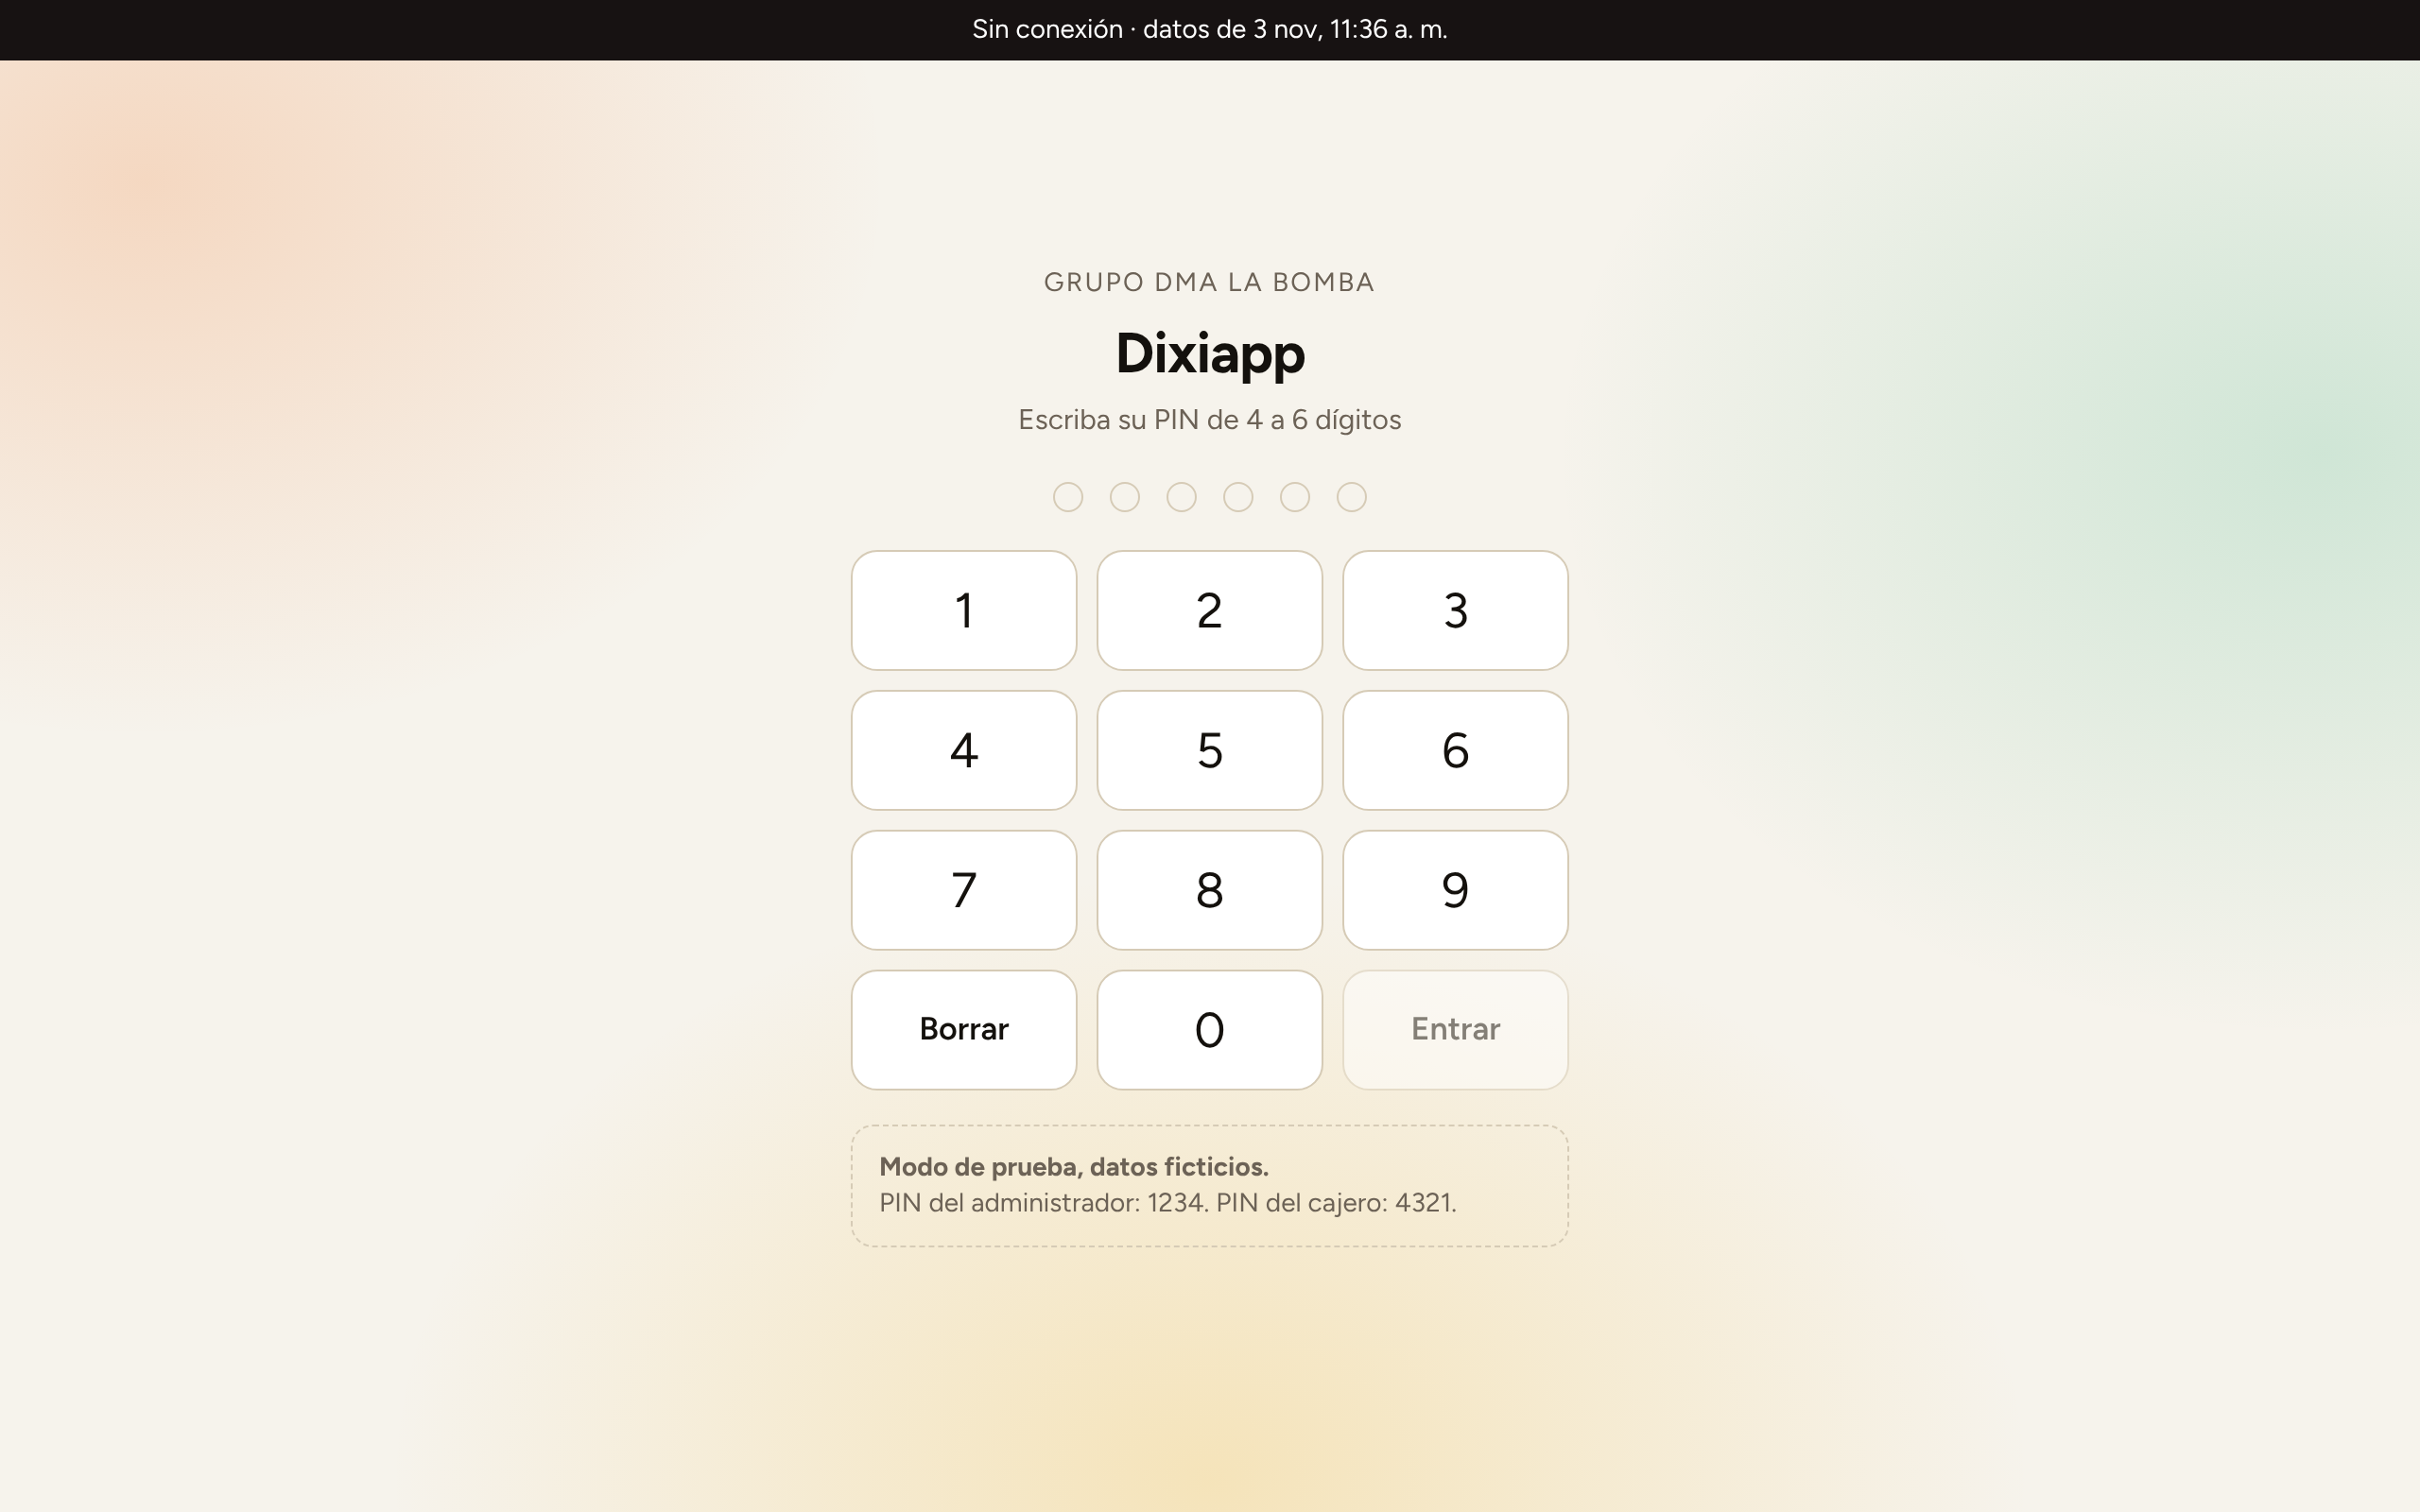 Sin conexión · datos de 3 nov, 11:36 a. m.
GRUPO DMA LA BOMBA
Dixiapp
Escriba su PIN de 4 a 6 dígitos
1 2 3
4 5 6
7 8 9
Borrar 0 Entrar
Modo de prueba, datos ficticios.
PIN del administrador: 1234. PIN del cajero: 4321.